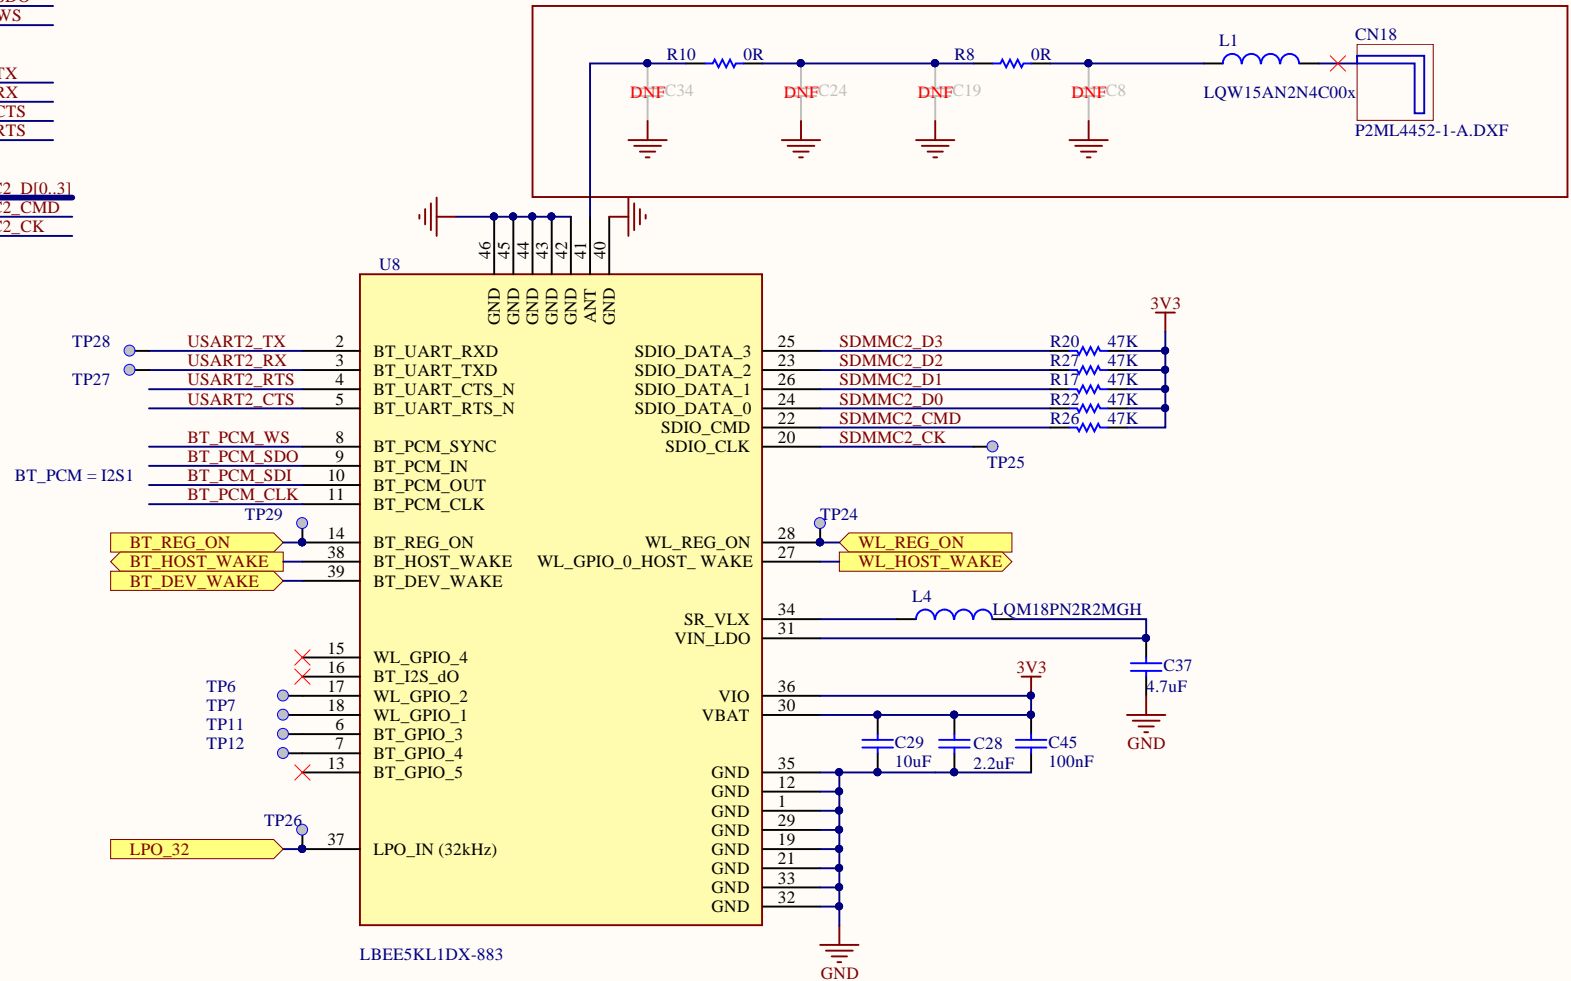 WS
TX
RX
CTS
RTS
C2_D[0..3]
C2_CMD
C2_CK
R10 0R
R8 0R
L1
CN18
DNF C34
DNF C24
DNF C19
DNF C8
LQW15AN2N4C00x
P2ML4452-1-A.DXF
46 45 44 43 42 41 40
U8
GND GND GND GND GND ANT GND
3V3
TP28 USART2_TX 2 BT_UART_RXD
USART2_RX 3 BT_UART_TXD
TP27 USART2_RTS 4 BT_UART_CTS_N
USART2_CTS 5 BT_UART_RTS_N
SDIO_DATA_3 25 SDMMC2_D3 R20 47K
SDIO_DATA_2 23 SDMMC2_D2 R27 47K
SDIO_DATA_1 26 SDMMC2_D1 R17 47K
SDIO_DATA_0 24 SDMMC2_D0 R22 47K
SDIO_CMD 22 SDMMC2_CMD R26 47K
SDIO_CLK 20 SDMMC2_CK
TP25
BT_PCM_WS 8 BT_PCM_SYNC
BT_PCM_SDO 9 BT_PCM_IN
BT_PCM = I2S1
BT_PCM_SDI 10 BT_PCM_OUT
BT_PCM_CLK 11 BT_PCM_CLK
TP29
BT_REG_ON 14 BT_REG_ON
BT_HOST_WAKE 38 BT_HOST_WAKE
BT_DEV_WAKE 39 BT_DEV_WAKE
TP24
WL_REG_ON 28 WL_REG_ON
WL_GPIO_0_HOST_ WAKE 27 WL_HOST_WAKE
L4
SR_VLX 34 LQM18PN2R2MGH
VIN_LDO 31
C37
4.7uF
GND
15 WL_GPIO_4
16 BT_I2S_dO
TP6 17 WL_GPIO_2
TP7 18 WL_GPIO_1
TP11 6 BT_GPIO_3
TP12 7 BT_GPIO_4
13 BT_GPIO_5
3V3
VIO 36
VBAT 30
C29
10uF
C28
2.2uF
C45
100nF
GND 35
GND 12
GND 1
GND 29
GND 19
GND 21
GND 33
GND 32
TP26
LPO_32 37 LPO_IN (32kHz)
LBEE5KL1DX-883
GND